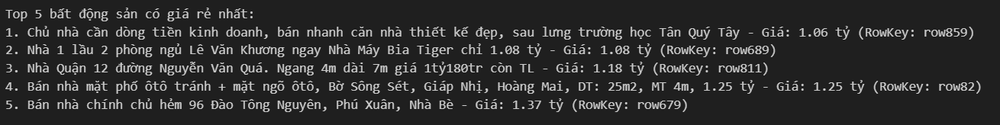 Top 5 bất động sản có giá rẻ nhất:
1. Chủ nhà cần dòng tiền kinh doanh, bán nhanh căn nhà thiết kế đẹp, sau lưng trường học Tân Quý Tây - Giá: 1.06 tỷ (RowKey: row859)
2. Nhà 1 lầu 2 phòng ngủ Lê Văn Khương ngay Nhà Máy Bia Tiger chỉ 1.08 tỷ - Giá: 1.08 tỷ (RowKey: row689)
3. Nhà Quận 12 đường Nguyễn Văn Quá. Ngang 4m dài 7m giá 1tỷ180tr còn TL - Giá: 1.18 tỷ (RowKey: row811)
4. Bán nhà mặt phố ôtô tránh + mặt ngõ ôtô, Bờ Sông Sét, Giáp Nhị, Hoàng Mai, DT: 25m2, MT 4m, 1.25 tỷ - Giá: 1.25 tỷ (RowKey: row82)
5. Bán nhà chính chủ hẻm 96 Đào Tông Nguyên, Phú Xuân, Nhà Bè - Giá: 1.37 tỷ (RowKey: row679)